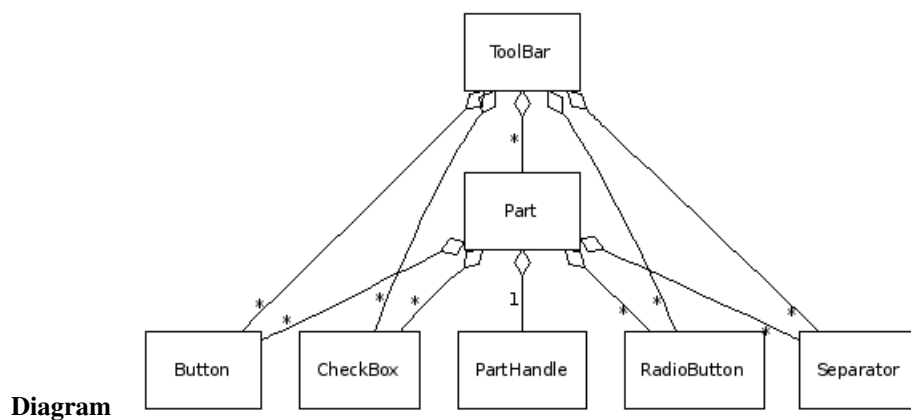 ToolBar
*
Part
1
* * * * * * * *
Button CheckBox PartHandle RadioButton Separator
Diagram